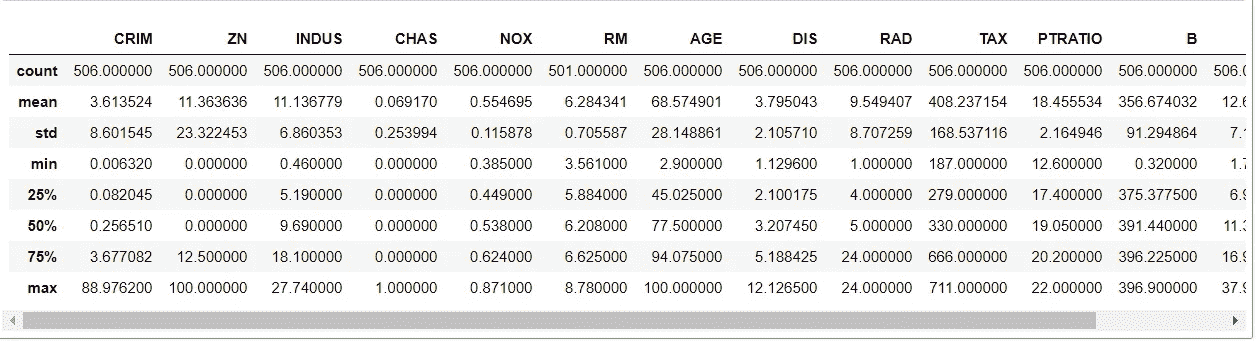 CRIM ZN INDUS CHAS NOX RM AGE DIS RAD TAX PTRATIO B
count 506.000000 506.000000 506.000000 506.000000 506.000000 501.000000 506.000000 506.000000 506.000000 506.000000 506.000000 506.000000 506.
mean 3.613524 11.363636 11.136779 0.069170 0.554695 6.284341 68.574901 3.795043 9.549407 408.237154 18.455534 356.674032 12.6
std 8.601545 23.322453 6.860353 0.253994 0.115878 0.705587 28.148861 2.105710 8.707259 168.537116 2.164946 91.294864 7.
min 0.006320 0.000000 0.460000 0.000000 0.385000 3.561000 2.900000 1.129600 1.000000 187.000000 12.600000 0.320000 1.
25% 0.082045 0.000000 5.190000 0.000000 0.449000 5.884000 45.025000 2.100175 4.000000 279.000000 17.400000 375.377500 6.9
50% 0.256510 0.000000 9.690000 0.000000 0.538000 6.208000 77.500000 3.207450 5.000000 330.000000 19.050000 391.440000 11.
75% 3.677082 12.500000 18.100000 0.000000 0.624000 6.625000 94.075000 5.188425 24.000000 666.000000 20.200000 396.225000 16.9
max 88.976200 100.000000 27.740000 1.000000 0.871000 8.780000 100.000000 12.126500 24.000000 711.000000 22.000000 396.900000 37.9